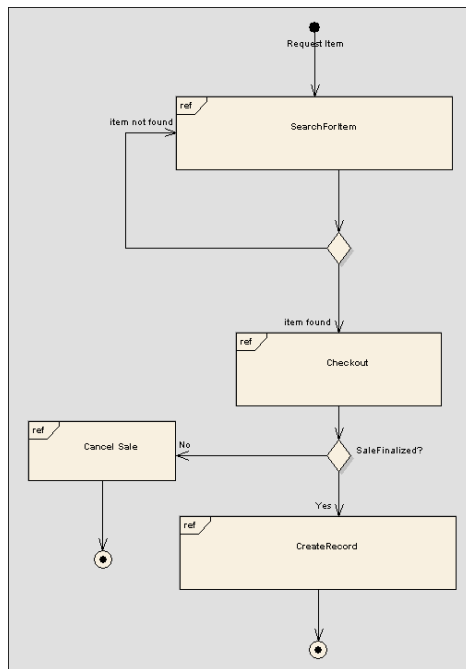 Request Item
ref
SearchForItem
item not found
item found
ref
Checkout
SaleFinalized?
No
ref
Cancel Sale
Yes
ref
CreateRecord